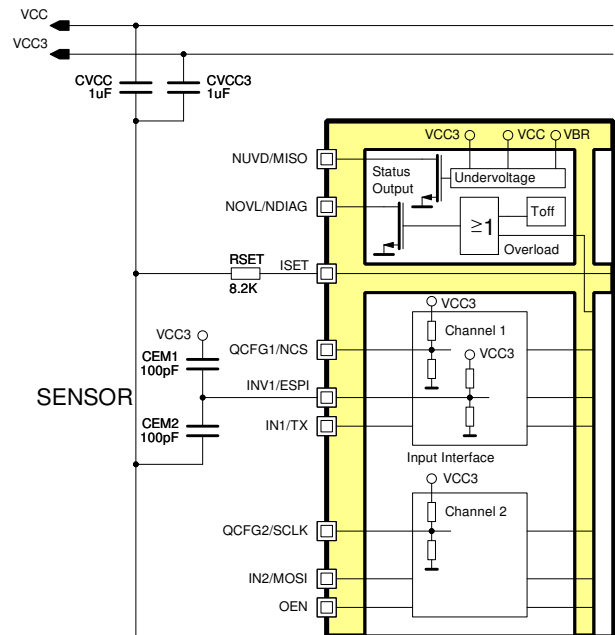 VCC
VCC3
CVCC
1uF
CVCC3
1uF
VCC3
VCC
VBR
NUVD/MISO
Status
Output
Undervoltage
NOVL/NDIAG
≥1
Toff
Overload
RSET
8.2K
ISET
VCC3
Channel 1
VCC3
CEM1
100pF
QCFG1/NCS
VCC3
INV1/ESPI
SENSOR
CEM2
100pF
IN1/TX
Input Interface
VCC3
Channel 2
QCFG2/SCLK
IN2/MOSI
OEN